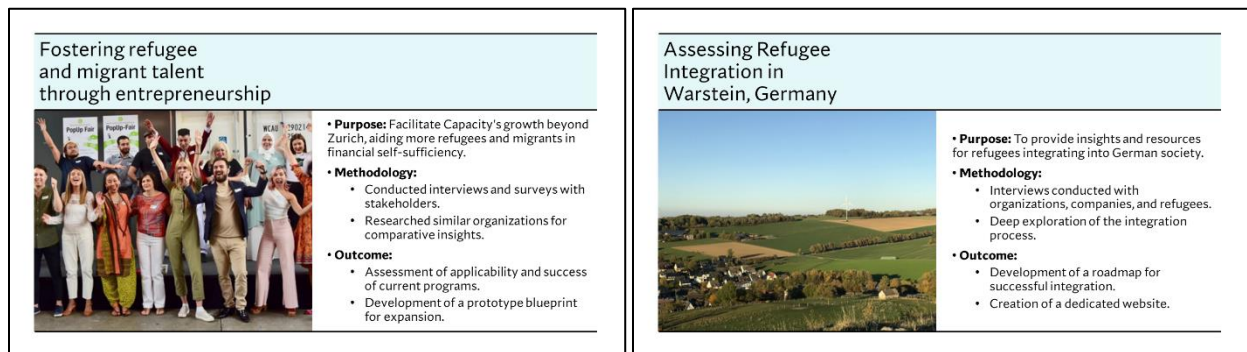 Fostering refugee
and migrant talent
through entrepreneurship
PopUp-Fair
PopUp-Fair
• Purpose: Facilitate Capacity's growth beyond
Zurich, aiding more refugees and migrants in
financial self-sufficiency.
• Methodology:
• Conducted interviews and surveys with
stakeholders.
• Researched similar organizations for
comparative insights.
• Outcome:
• Assessment of applicability and success
of current programs.
• Development of a prototype blueprint
for expansion.
Assessing Refugee
Integration in
Warstein, Germany
• Purpose: To provide insights and resources
for refugees integrating into German society.
• Methodology:
• Interviews conducted with
organizations, companies, and refugees.
• Deep exploration of the integration
process.
• Outcome:
• Development of a roadmap for
successful integration.
• Creation of a dedicated website.